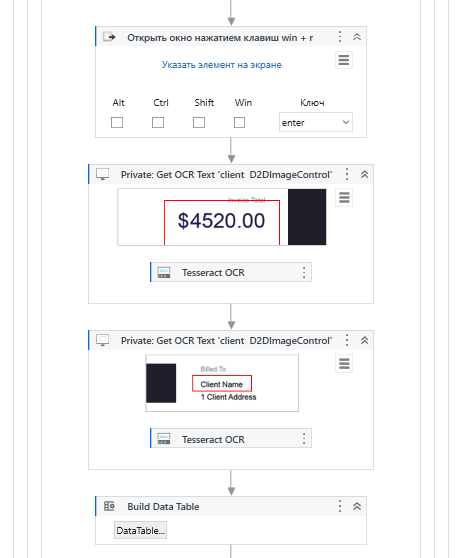 Открыть окно нажатием клавиш win + r
Указать элемент на экране
Alt Ctrl Shift Win Ключ
enter
Private: Get OCR Text 'client D2DImageControl'
Invoice Total
$4520.00
Tesseract OCR
Private: Get OCR Text 'client D2DImageControl'
Billed To
Client Name
1 Client Address
Tesseract OCR
Build Data Table
DataTable...